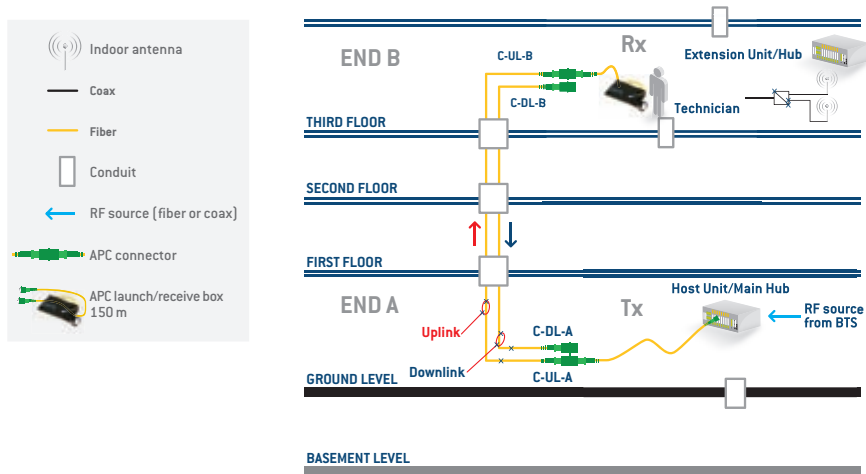 Indoor antenna
Coax
Fiber
Conduit
RF source (fiber or coax)
APC connector
APC launch/receive box
150 m
END B
C-UL-B
C-DL-B
Rx
Extension Unit/Hub
Technician
THIRD FLOOR
SECOND FLOOR
FIRST FLOOR
END A
Tx
Host Unit/Main Hub
RF source
from BTS
Uplink
Downlink
C-DL-A
C-UL-A
GROUND LEVEL
BASEMENT LEVEL